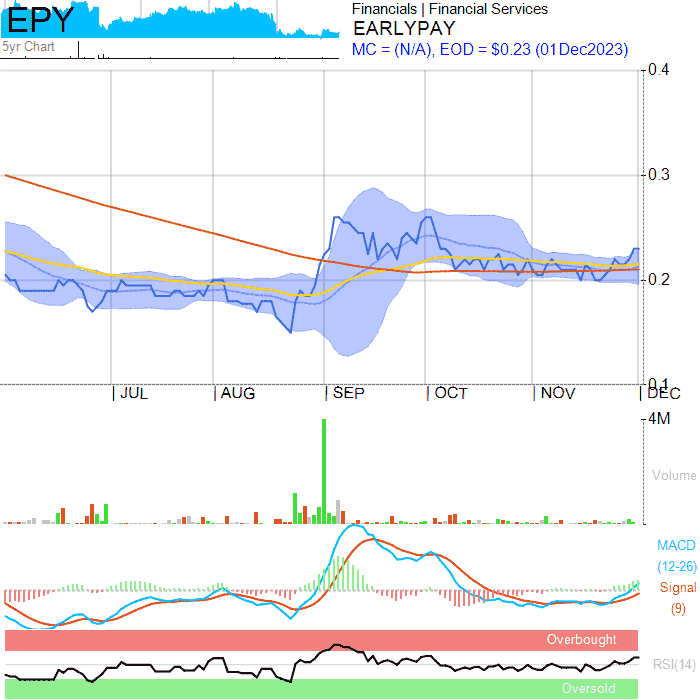 EPY
5yr Chart
Financials | Financial Services
EARLYPAY
MC = (N/A), EOD = $0.23 (01Dec2023)
0.4
0.3
0.2
0.1
JUL AUG SEP OCT NOV DEC
4M
Volume
MACD
(12-26)
Signal
(9)
Overbought
RSI(14)
Oversold